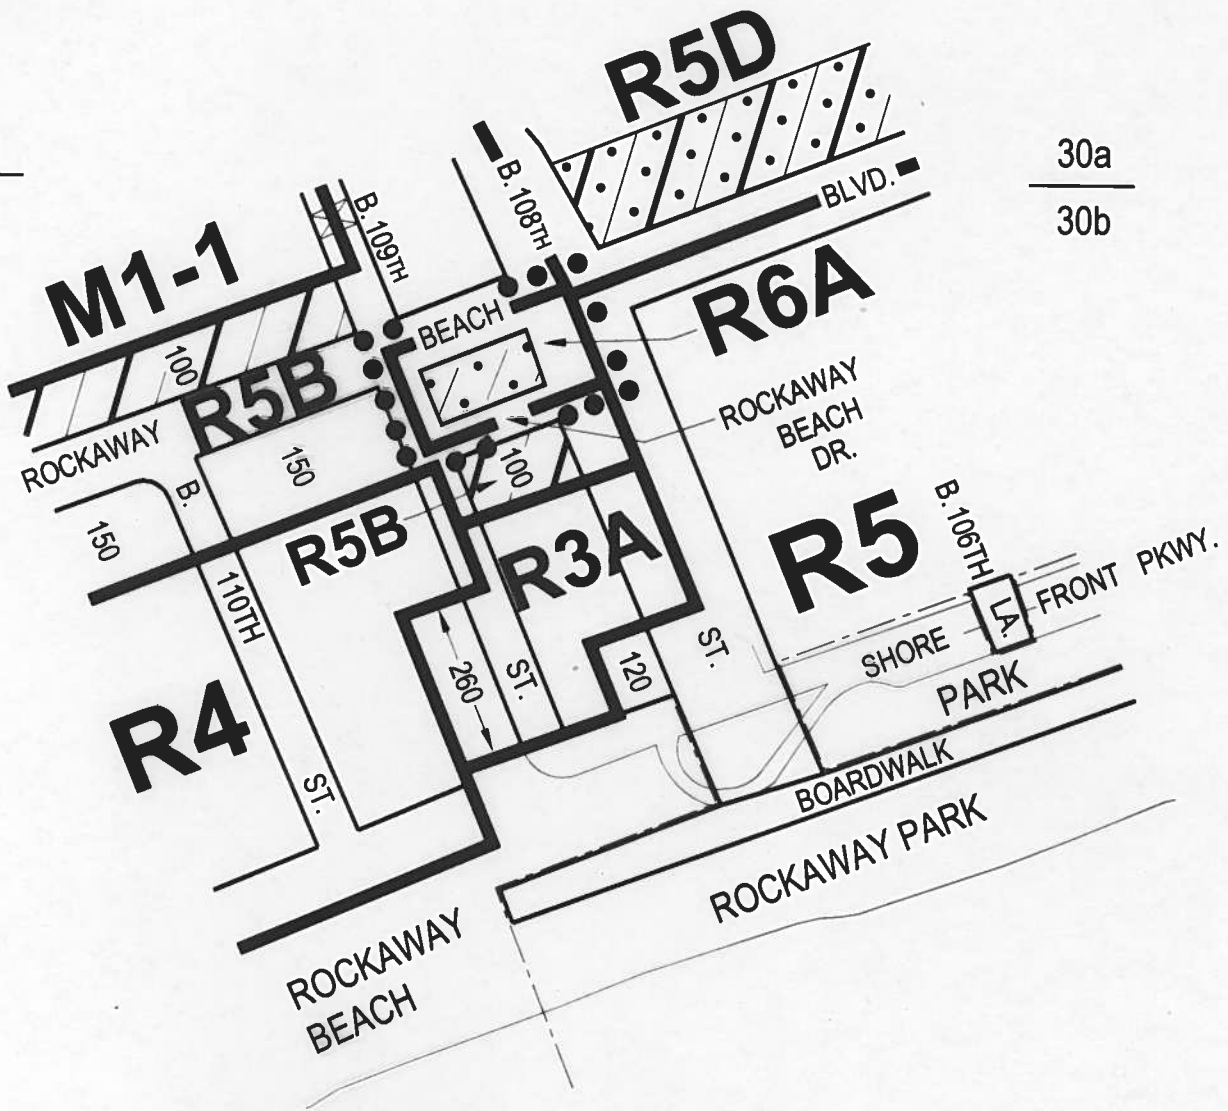 R5D
30a
30b
B. 108TH
BLVD.
B. 109TH
M1-1
R6A
BEACH
100
R5B
ROCKAWAY
BEACH
DR.
ROCKAWAY
150
100
B.
150
R5B
R3A
R5
B. 106TH
FRONT PKWY.
LA.
110TH
ST.
SHORE
260
ST.
120
PARK
R4
ST.
BOARDWALK
ROCKAWAY PARK
ROCKAWAY
BEACH